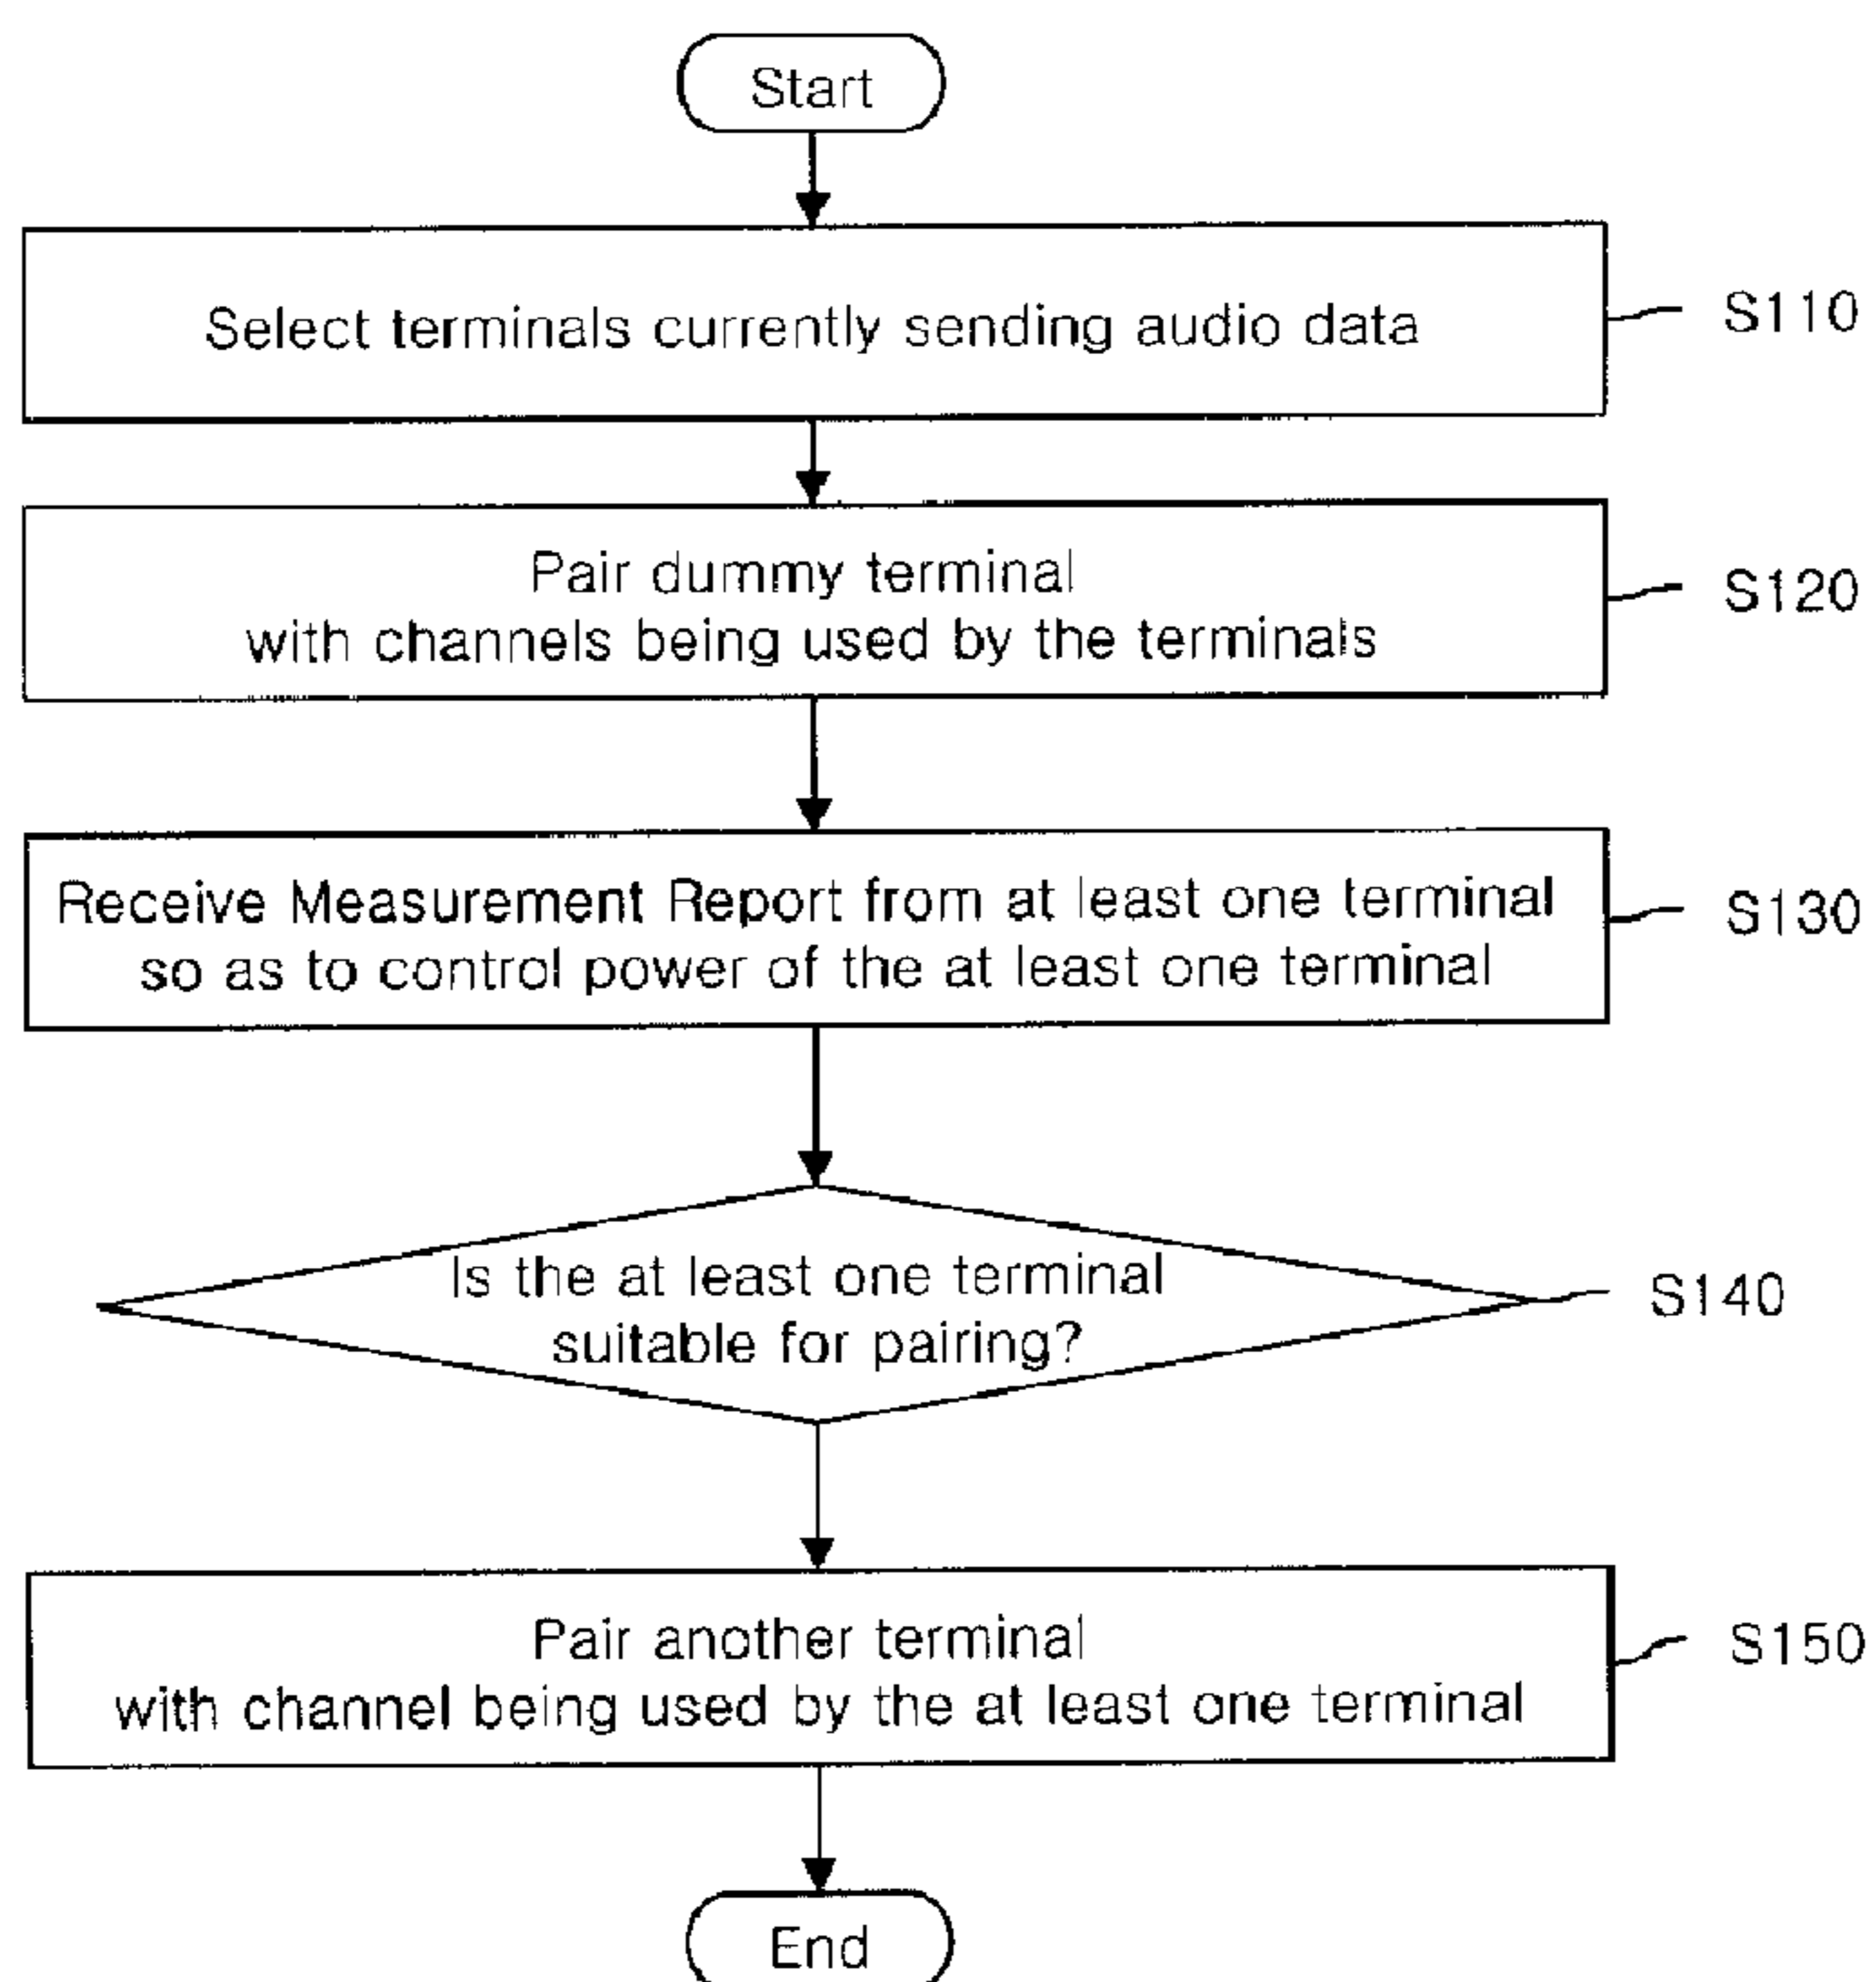 Start
Select terminals currently sending audio data
S110
Pair dummy terminal
with channels being used by the terminals
S120
Receive Measurement Report from at least one terminal
so as to control power of the at least one terminal
S130
Is the at least one terminal
suitable for pairing?
S140
Pair another terminal
with channel being used by the at least one terminal
S150
End